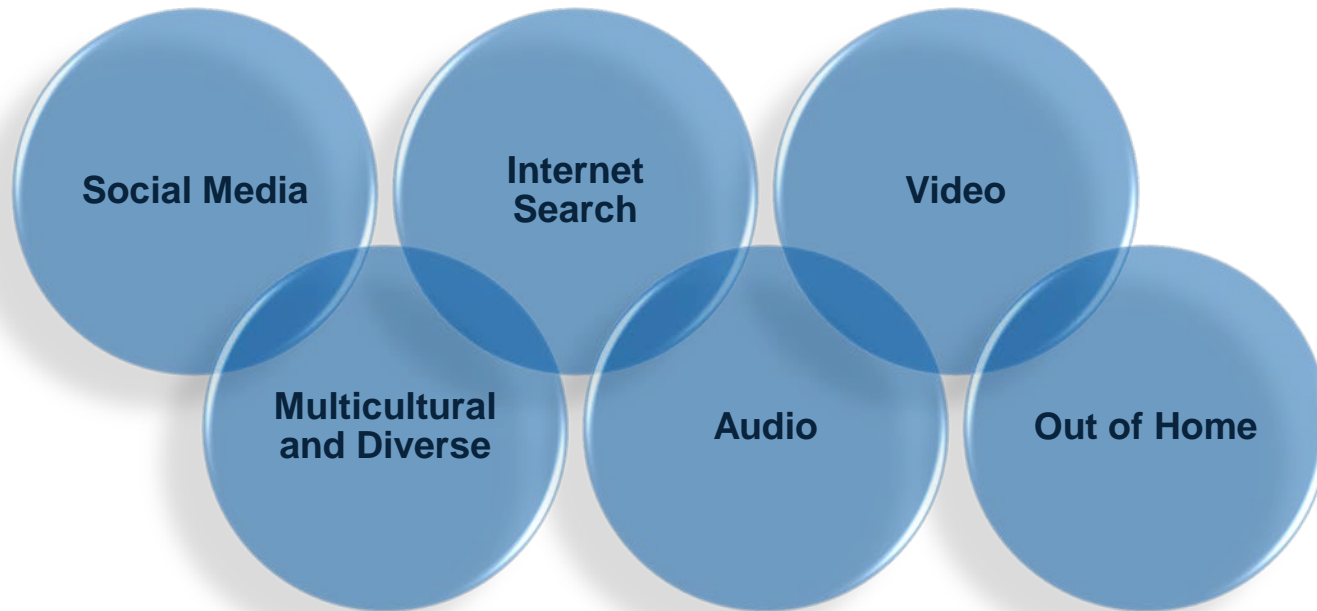 Social Media
Internet
Search
Video
Multicultural
and Diverse
Audio
Out of Home